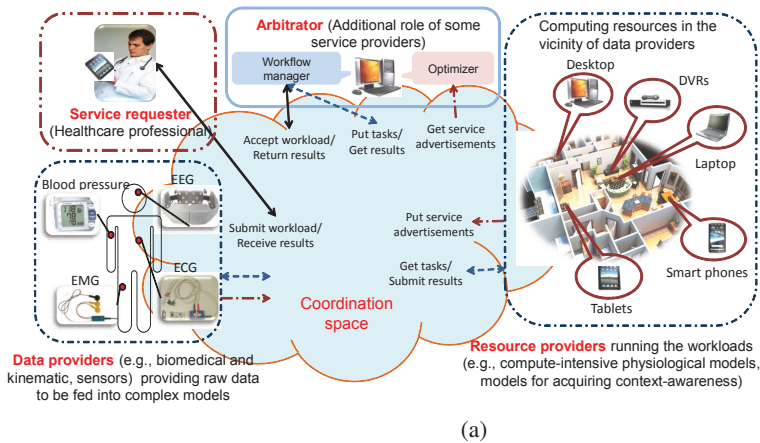 Arbitrator (Additional role of some
service providers)
Workflow
manager
Optimizer
Computing resources in the
vicinity of data providers
Desktop
DVRs
Laptop
Smart phones
Tablets
Service requester
(Healthcare professional)
Accept workload/
Return results
Put tasks/
Get results
Get service
advertisements
Blood pressure
EEG
EMG
ECG
Submit workload/
Receive results
Put service
advertisements
Get tasks/
Submit results
Coordination
space
Data providers (e.g., biomedical and
kinematic, sensors) providing raw data
to be fed into complex models
Resource providers running the workloads
(e.g., compute-intensive physiological models,
models for acquiring context-awareness)
(a)